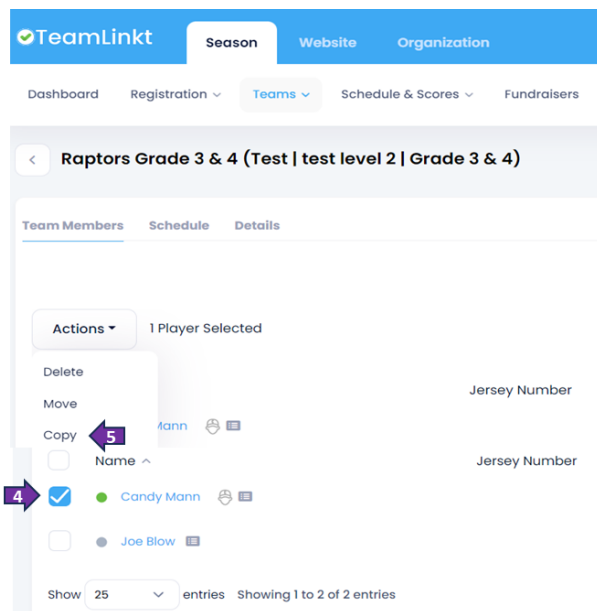 TeamLinkt
Season Website Organization
Dashboard Registration Teams Schedule & Scores Fundraisers
Raptors Grade 3 & 4 (Test | test level 2 | Grade 3 & 4)
Team Members Schedule Details
Actions 1 Player Selected
Delete
Jersey Number
Move
Mann
Copy 5
Name Jersey Number
4 Candy Mann
Joe Blow
Show 25 entries Showing 1 to 2 of 2 entries